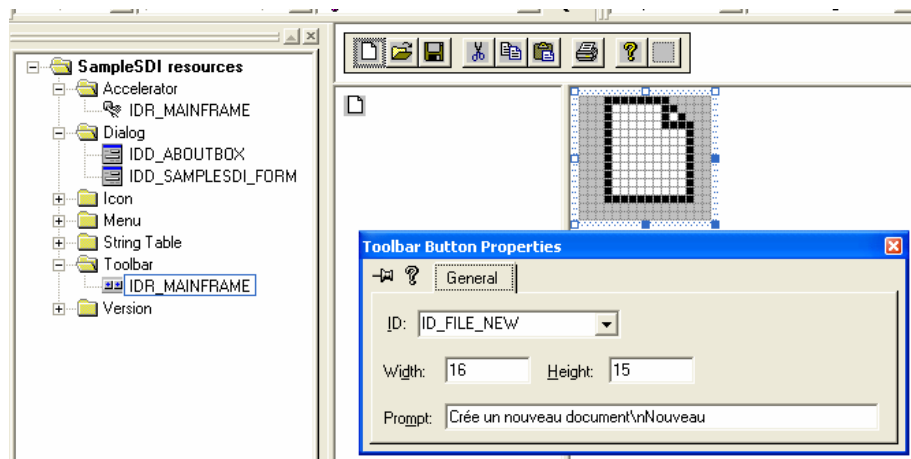 SampleSDI resources
Accelerator
IDR_MAINFRAME
Dialog
IDD_ABOUTBOX
IDD_SAMPLESDI_FORM
Icon
Menu
String Table
Toolbar
IDR_MAINFRAME
Version
Toolbar Button Properties
General
ID: ID_FILE_NEW
Width: 16 Height: 15
Prompt: Crée un nouveau document\nNouveau